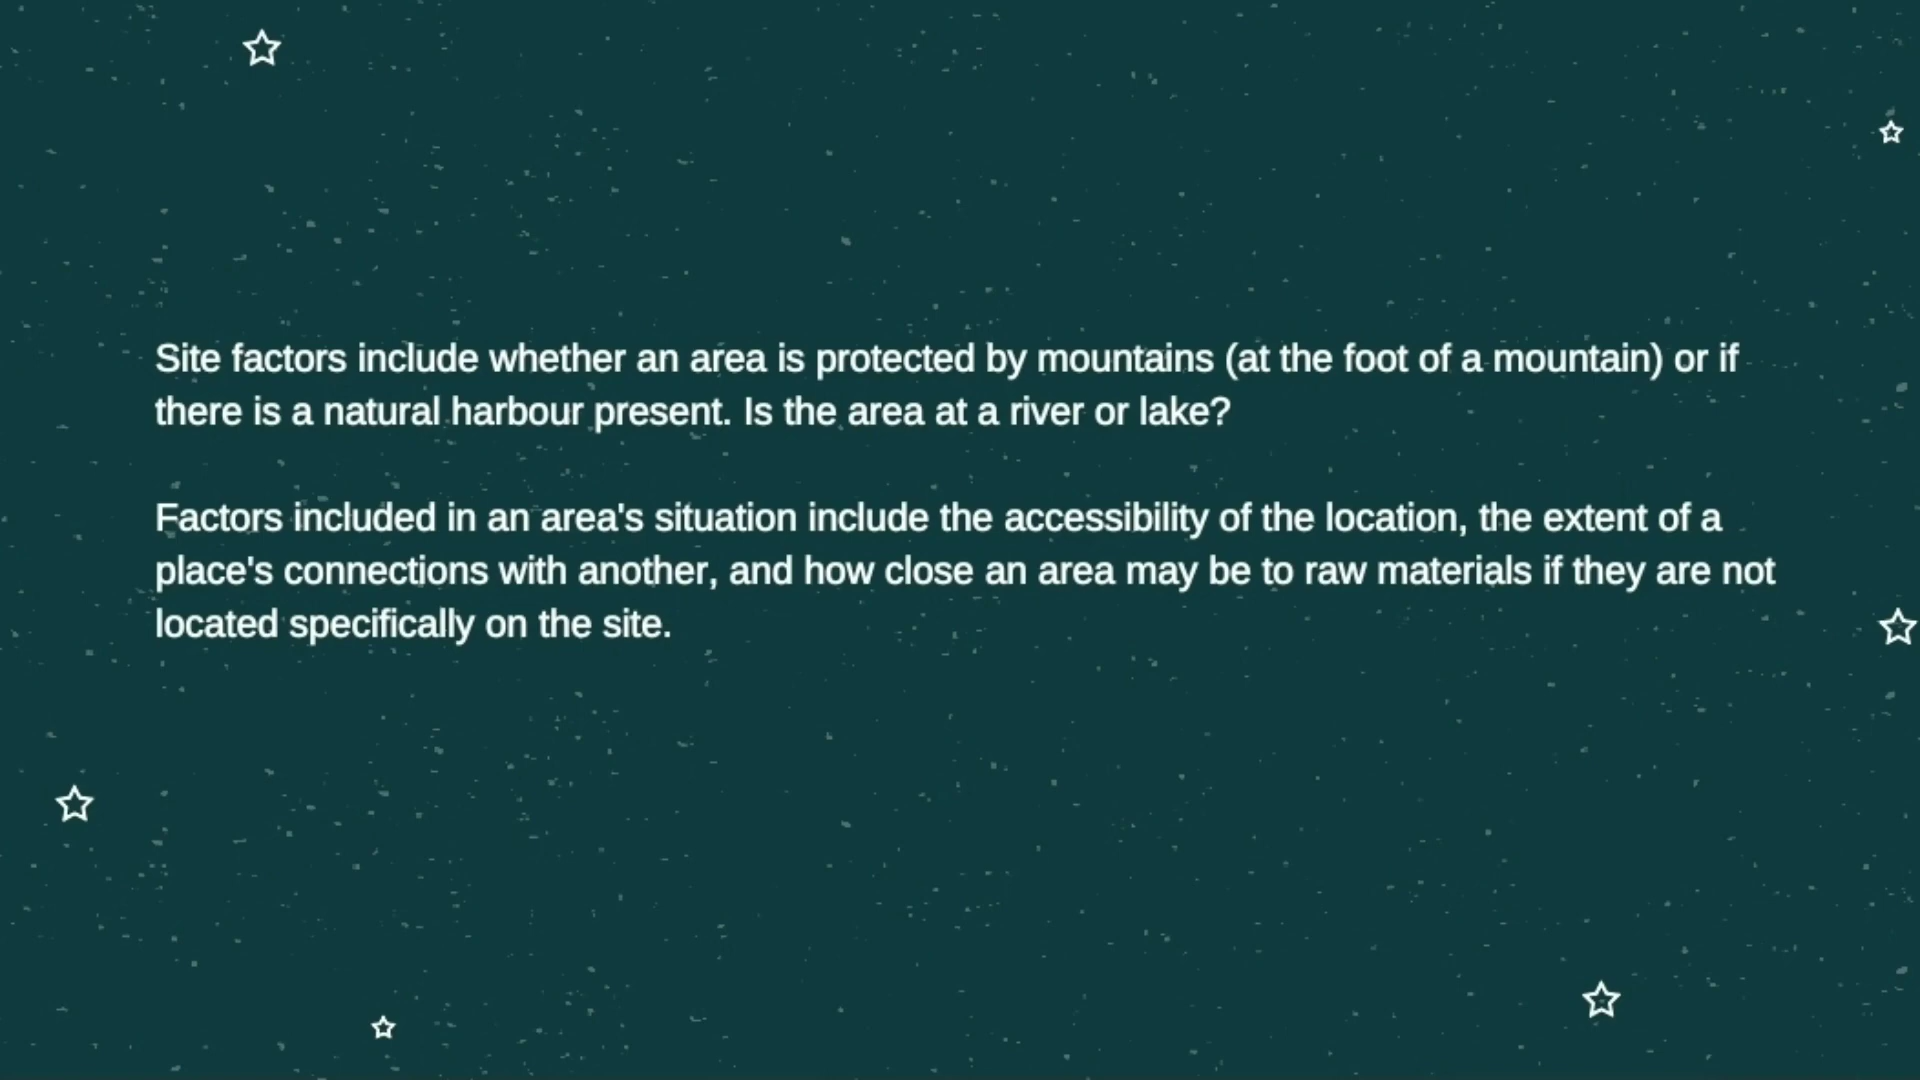 Site factors include whether an area is protected by mountains (at the foot of a mountain) or if
there is a natural harbour present. Is the area at a river or lake?
Factors included in an area's situation include the accessibility of the location, the extent of a
place's connections with another, and how close an area may be to raw materials if they are not
located specifically on the site.